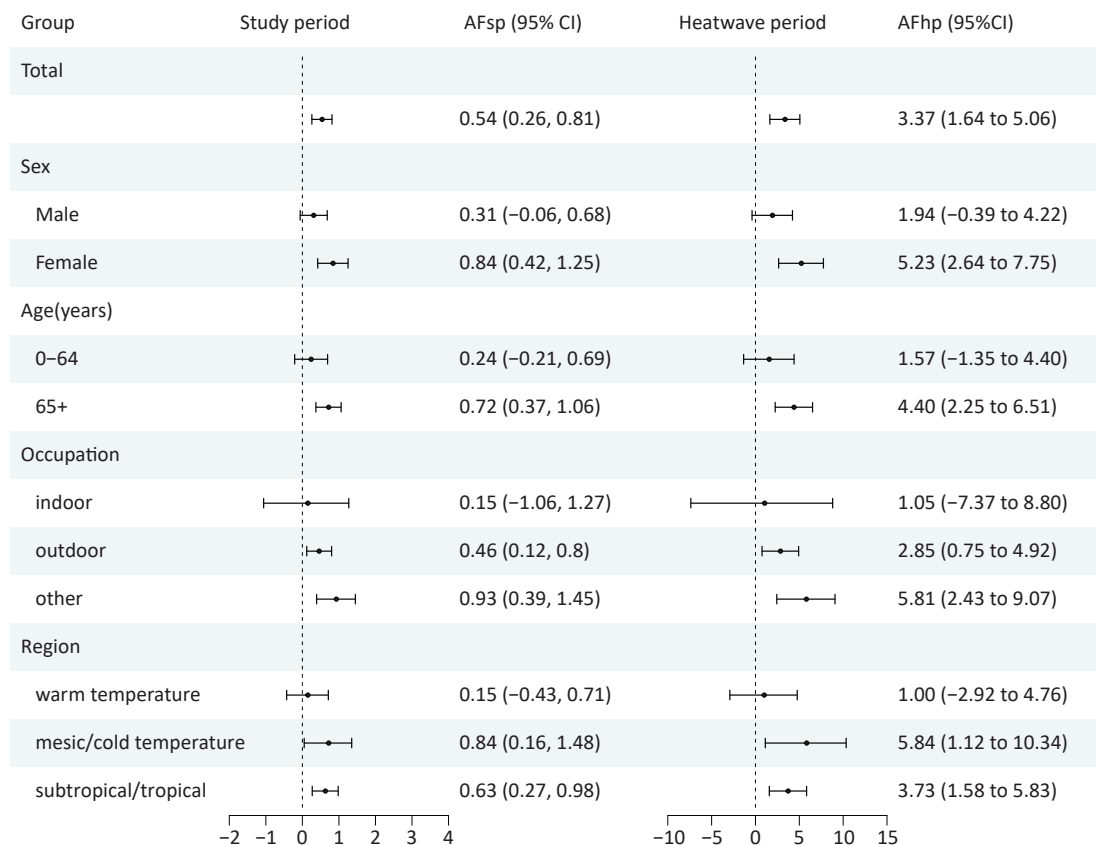 Group Study period AFsp (95% CI) Heatwave period AFhp (95%CI)
Total
0.54 (0.26, 0.81) 3.37 (1.64 to 5.06)
Sex
Male 0.31 (−0.06, 0.68) 1.94 (−0.39 to 4.22)
Female 0.84 (0.42, 1.25) 5.23 (2.64 to 7.75)
Age(years)
0−64 0.24 (−0.21, 0.69) 1.57 (−1.35 to 4.40)
65+ 0.72 (0.37, 1.06) 4.40 (2.25 to 6.51)
Occupation
indoor 0.15 (−1.06, 1.27) 1.05 (−7.37 to 8.80)
outdoor 0.46 (0.12, 0.8) 2.85 (0.75 to 4.92)
other 0.93 (0.39, 1.45) 5.81 (2.43 to 9.07)
Region
warm temperature 0.15 (−0.43, 0.71) 1.00 (−2.92 to 4.76)
mesic/cold temperature 0.84 (0.16, 1.48) 5.84 (1.12 to 10.34)
subtropical/tropical 0.63 (0.27, 0.98) 3.73 (1.58 to 5.83)
−2 −1 0 1 2 3 4 −10 −5 0 5 10 15